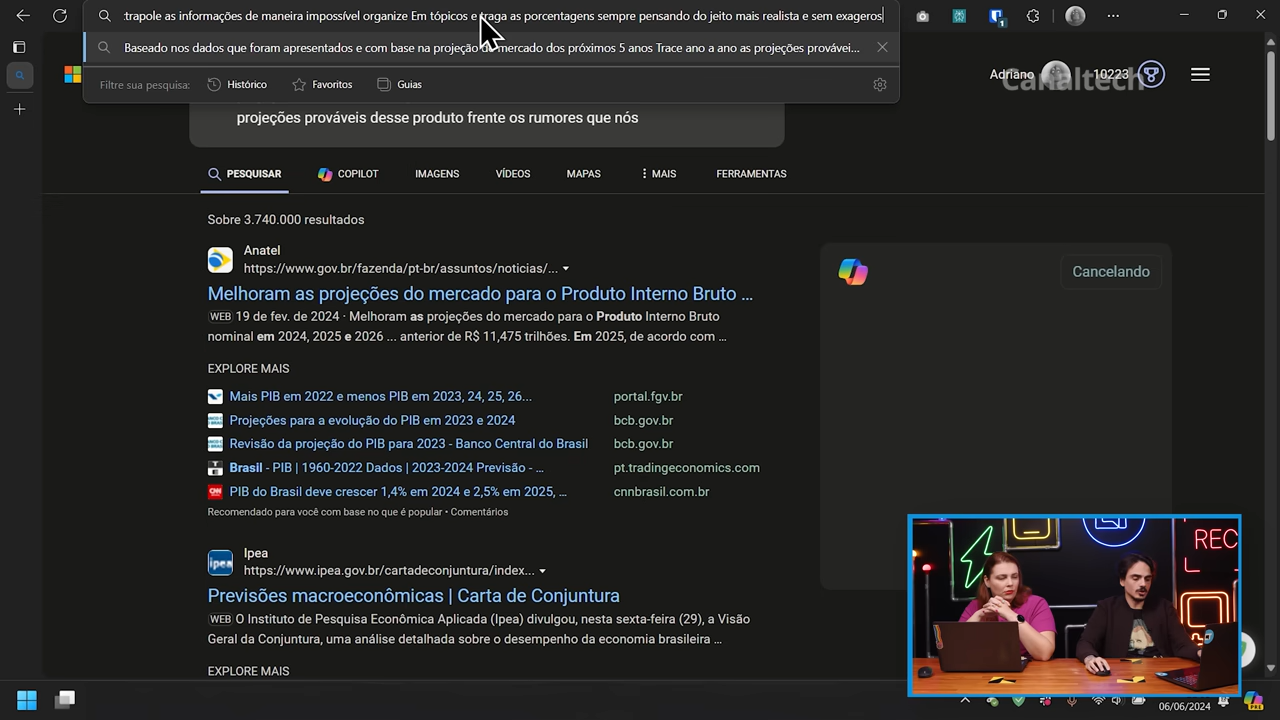 :trapole as informações de maneira impossível organize Em tópicos e traga as porcentagens sempre pensando do jeito mais realista e sem exageros
Baseado nos dados que foram apresentados e com base na projeção do mercado dos próximos 5 anos Trace ano a ano as projeções provávei...
Filtre sua pesquisa:
Histórico
Favoritos
Guias
Adriano
10223
Canaltech
projeções prováveis desse produto frente os rumores que nós
PESQUISAR
COPILOT
IMAGENS
VÍDEOS
MAPAS
MAIS
FERRAMENTAS
Sobre 3.740.000 resultados
Anatel
https://www.gov.br/fazenda/pt-br/assuntos/noticias/...
Melhoram as projeções do mercado para o Produto Interno Bruto ...
WEB 19 de fev. de 2024 · Melhoram as projeções do mercado para o Produto Interno Bruto
nominal em 2024, 2025 e 2026 ... anterior de R$ 11,475 trilhões. Em 2025, de acordo com ...
EXPLORE MAIS
Mais PIB em 2022 e menos PIB em 2023, 24, 25, 26... portal.fgv.br
Projeções para a evolução do PIB em 2023 e 2024 bcb.gov.br
Revisão da projeção do PIB para 2023 - Banco Central do Brasil bcb.gov.br
Brasil - PIB | 1960-2022 Dados | 2023-2024 Previsão - ... pt.tradingeconomics.com
PIB do Brasil deve crescer 1,4% em 2024 e 2,5% em 2025, ... cnnbrasil.com.br
Recomendado para você com base no que é popular • Comentários
Ipea
https://www.ipea.gov.br/cartadeconjuntura/index...
Previsões macroeconômicas | Carta de Conjuntura
WEB O Instituto de Pesquisa Econômica Aplicada (Ipea) divulgou, nesta sexta-feira (29), a Visão
Geral da Conjuntura, uma análise detalhada sobre o desempenho da economia brasileira ...
EXPLORE MAIS
Cancelando
REC
ipea
CNN
06/06/2024